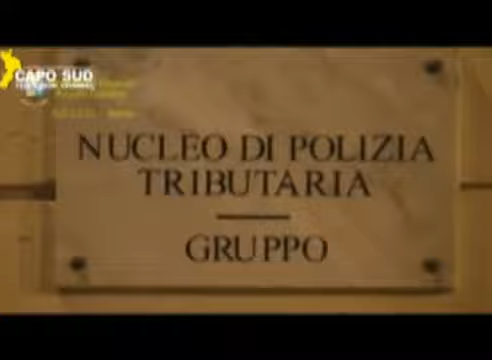 CAPO SUD
NUCLEO DI POLIZIA
TRIBUTARIA
GRUPPO